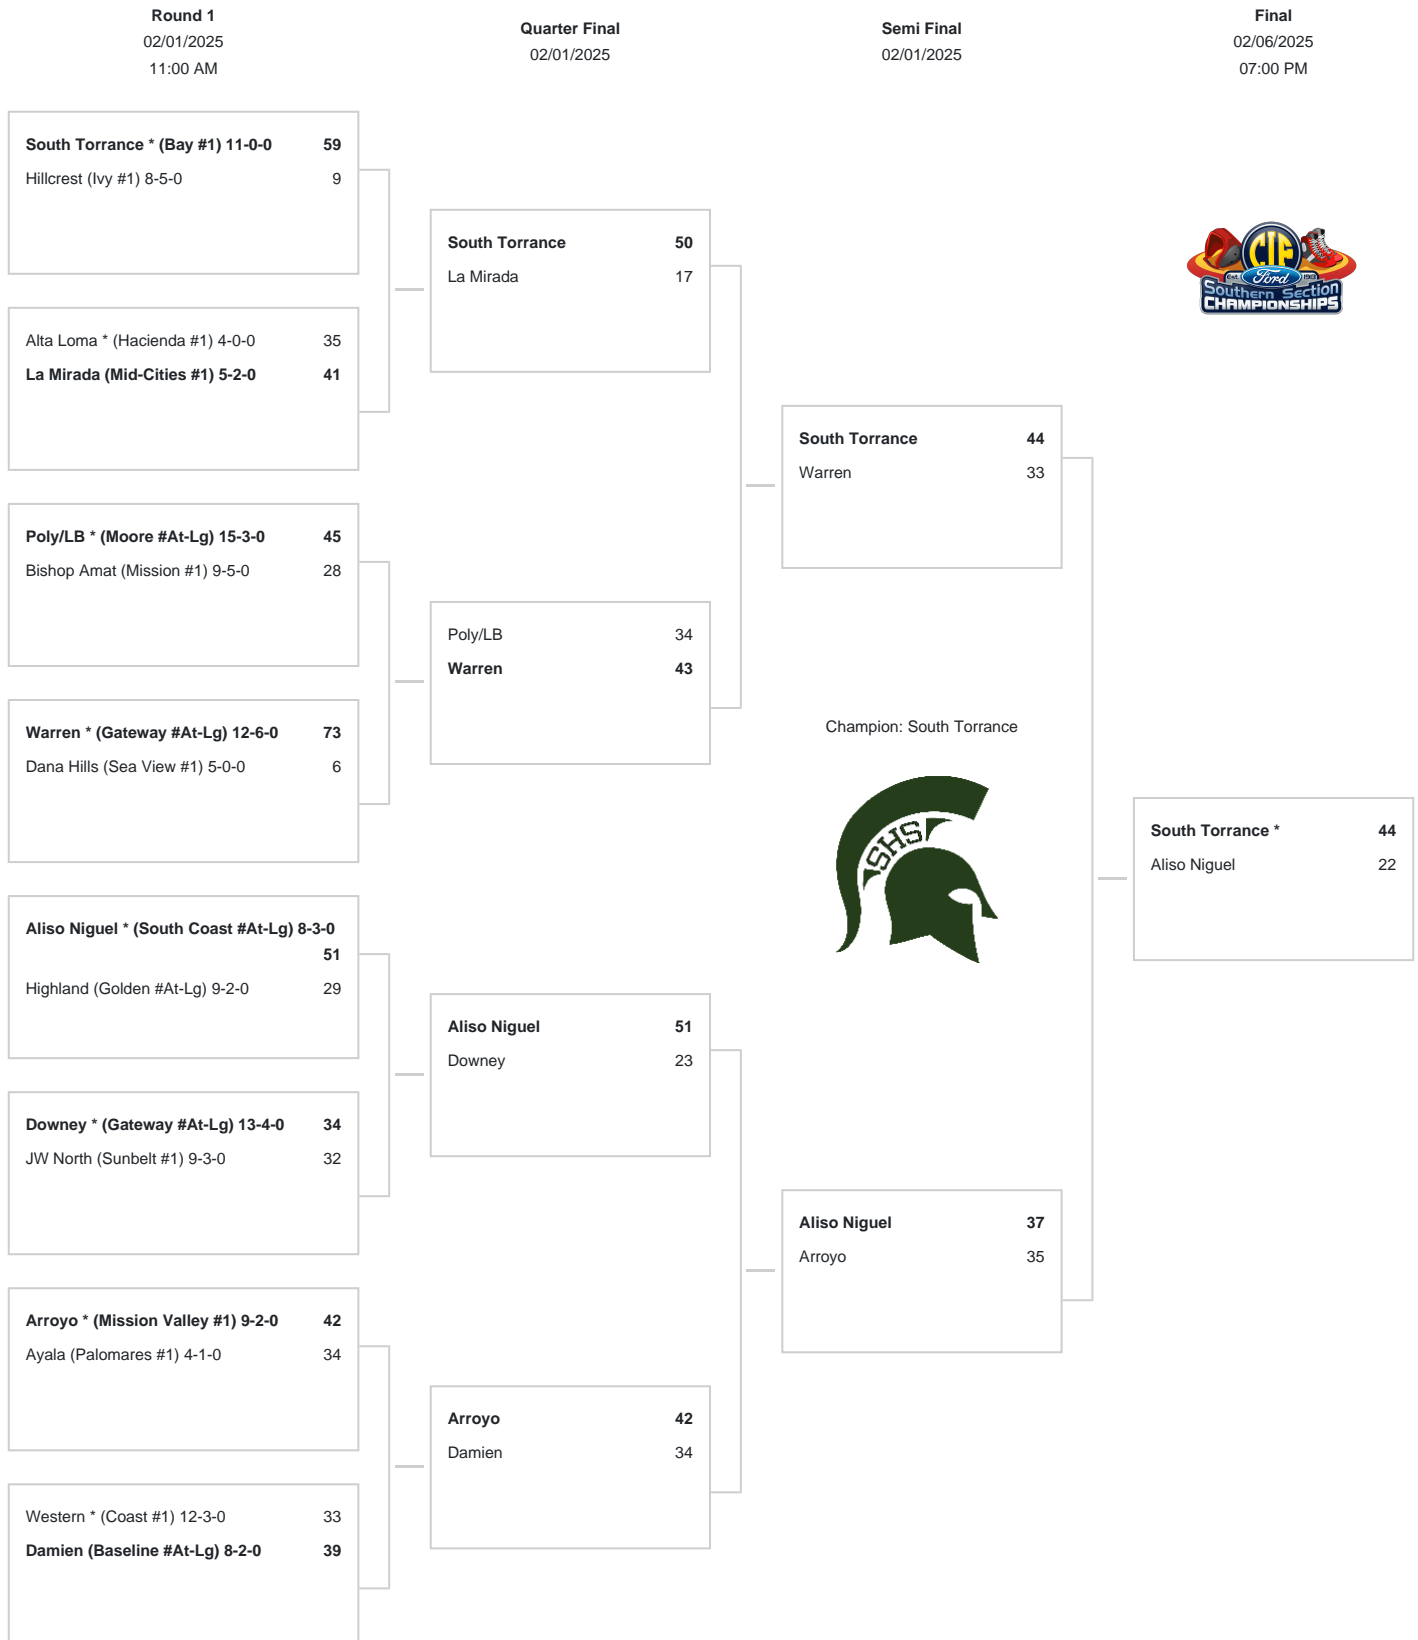 Round 1
02/01/2025
11:00 AM
Quarter Final
02/01/2025
Semi Final
02/01/2025
Final
02/06/2025
07:00 PM
South Torrance * (Bay #1) 11-0-0 59
Hillcrest (Ivy #1) 8-5-0 9
Alta Loma * (Hacienda #1) 4-0-0 35
La Mirada (Mid-Cities #1) 5-2-0 41
Poly/LB * (Moore #At-Lg) 15-3-0 45
Bishop Amat (Mission #1) 9-5-0 28
Warren * (Gateway #At-Lg) 12-6-0 73
Dana Hills (Sea View #1) 5-0-0 6
Aliso Niguel * (South Coast #At-Lg) 8-3-0
51
Highland (Golden #At-Lg) 9-2-0 29
Downey * (Gateway #At-Lg) 13-4-0 34
JW North (Sunbelt #1) 9-3-0 32
Arroyo * (Mission Valley #1) 9-2-0 42
Ayala (Palomares #1) 4-1-0 34
Western * (Coast #1) 12-3-0 33
Damien (Baseline #At-Lg) 8-2-0 39
South Torrance 50
La Mirada 17
Poly/LB 34
Warren 43
Aliso Niguel 51
Downey 23
Arroyo 42
Damien 34
South Torrance 44
Warren 33
Champion: South Torrance
SHS
Aliso Niguel 37
Arroyo 35
CIF
Est. 1913
Ford
Southern Section
CHAMPIONSHIPS
South Torrance * 44
Aliso Niguel 22